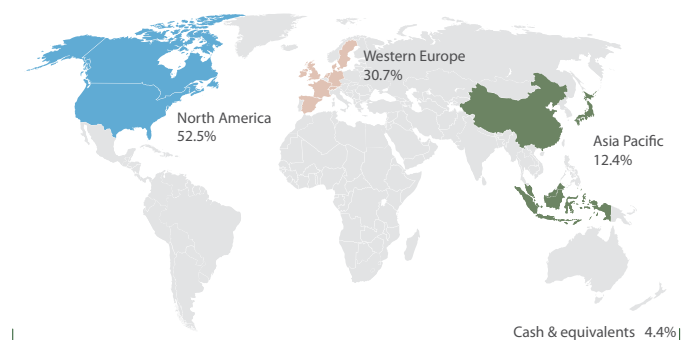 Western Europe
30.7%
North America
52.5%
Asia Pacific
12.4%
Cash & equivalents 4.4%